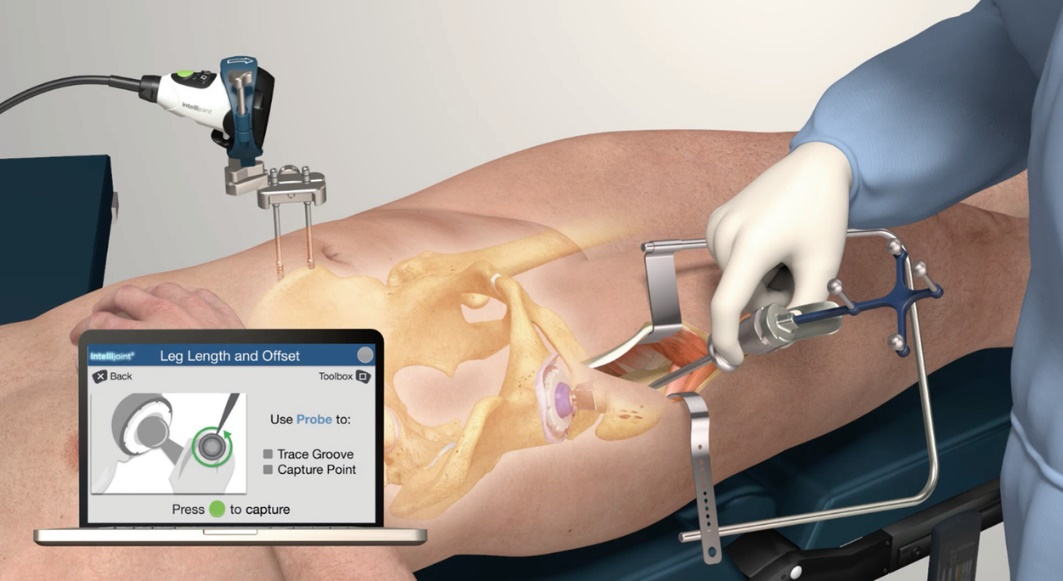 intellijoint
intellijoint®
Leg Length and Offset
Back
Toolbox
Use Probe to:
Trace Groove
Capture Point
Press to capture